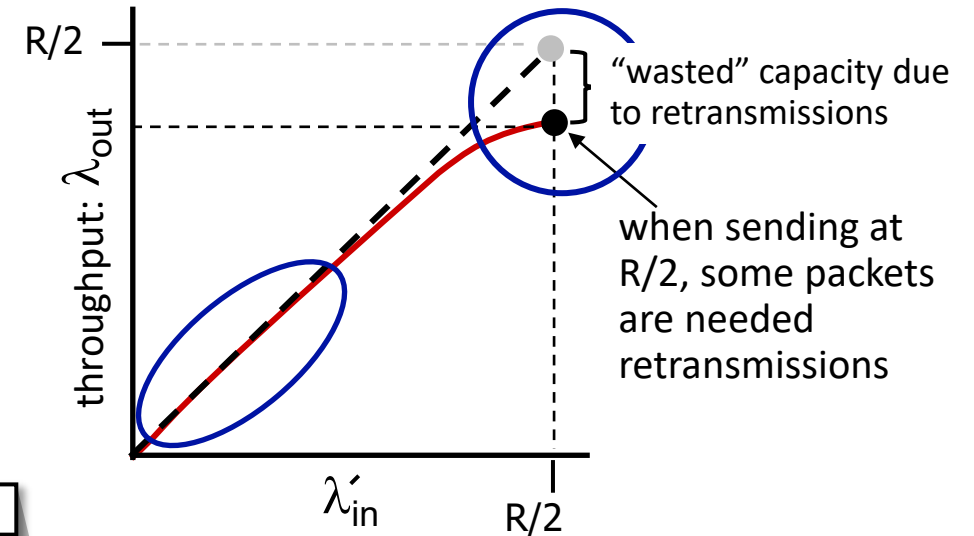 R/2
“wasted” capacity due
to retransmissions
throughput: λout
when sending at
R/2, some packets
are needed
retransmissions
λ′in
R/2